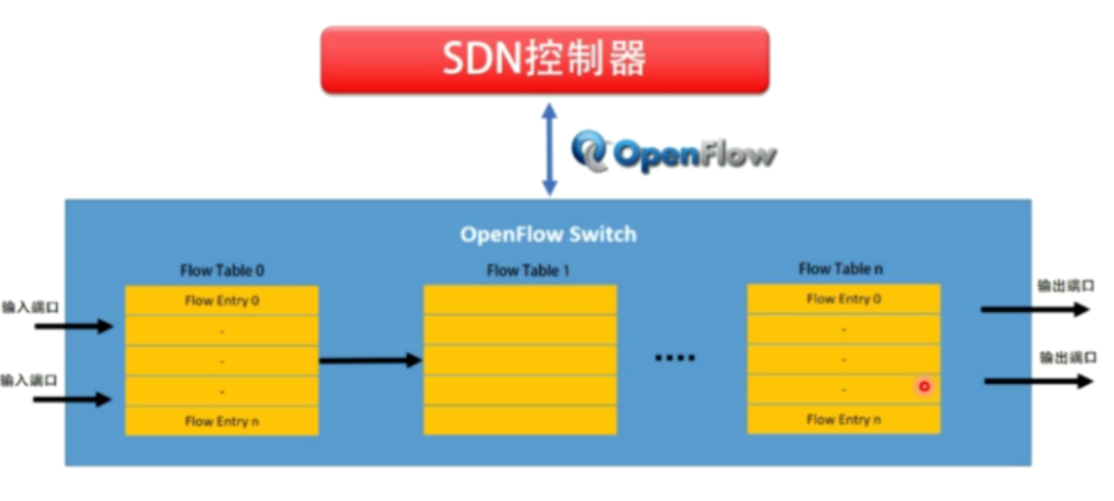 SDN控制器
OpenFlow
OpenFlow Switch
Flow Table 0
Flow Table 1
Flow Table n
输入端口
输入端口
Flow Entry 0
-
-
-
Flow Entry n
....
Flow Entry 0
-
-
-
Flow Entry n
输出端口
输出端口